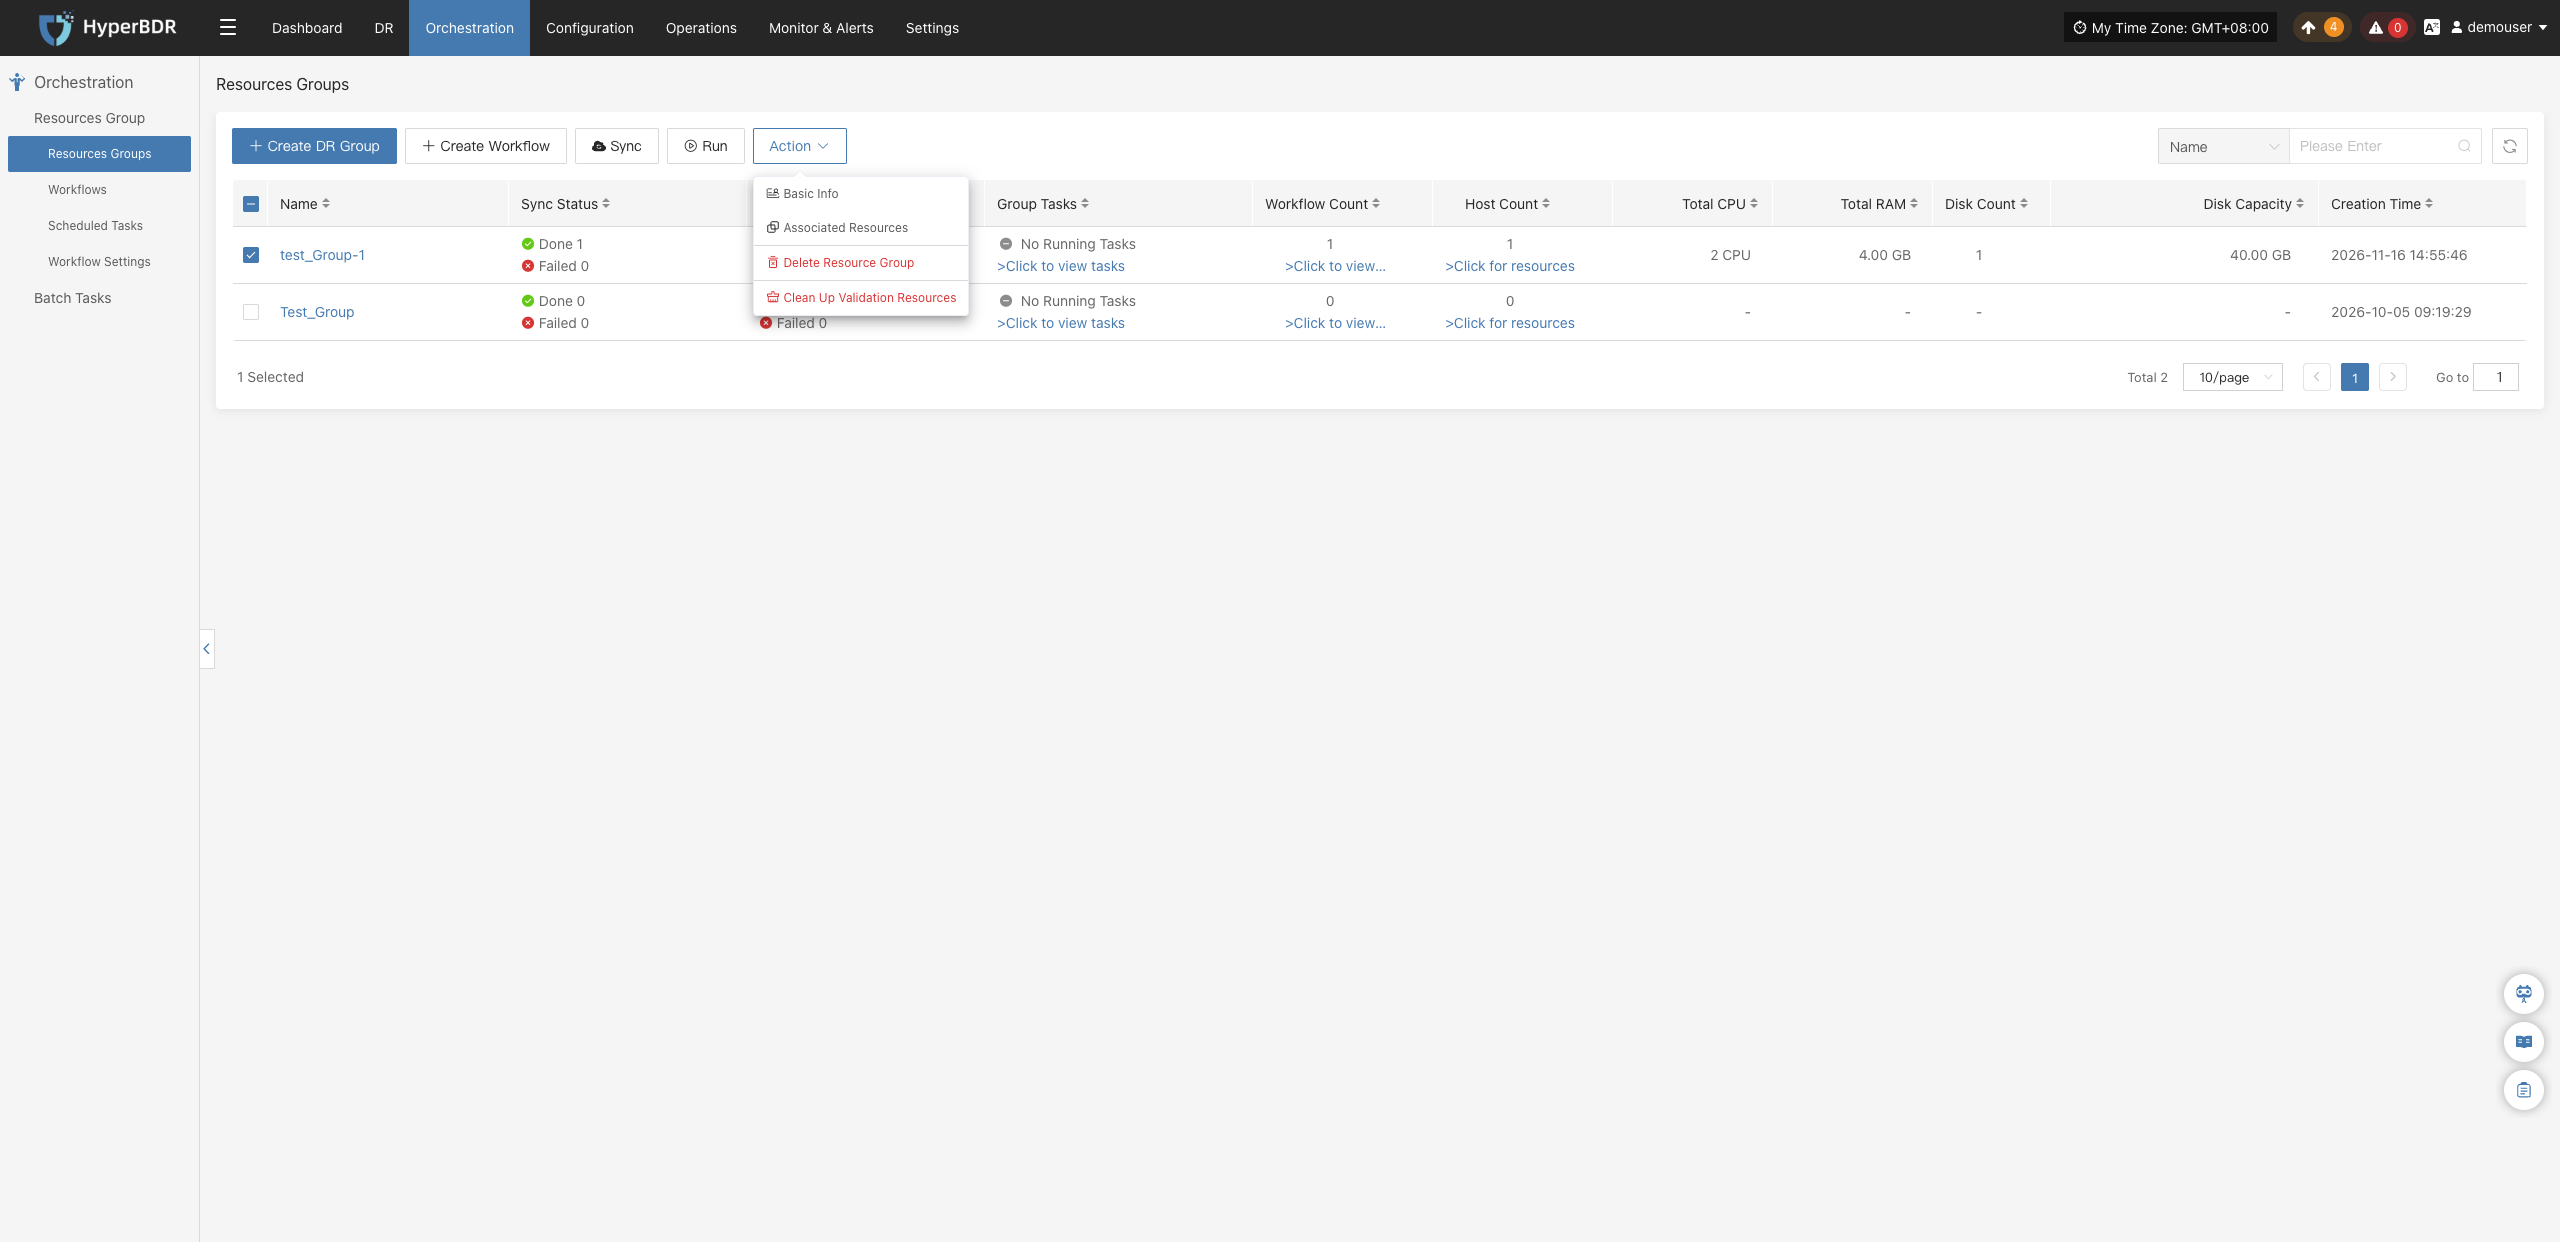 HyperBDR
Dashboard
DR
Orchestration
Configuration
Operations
Monitor & Alerts
Settings
My Time Zone: GMT+08:00
4
0
demouser
Orchestration
Resources Group
Resources Groups
Workflows
Scheduled Tasks
Workflow Settings
Batch Tasks
Resources Groups
Create DR Group
Create Workflow
Sync
Run
Action
Name
Please Enter
Basic Info
Associated Resources
Delete Resource Group
Clean Up Validation Resources
Name
Sync Status
Group Tasks
Workflow Count
Host Count
Total CPU
Total RAM
Disk Count
Disk Capacity
Creation Time
test_Group-1
Done 1
Failed 0
No Running Tasks
>Click to view tasks
1
>Click to view...
1
>Click for resources
2 CPU
4.00 GB
1
40.00 GB
2026-11-16 14:55:46
Test_Group
Done 0
Failed 0
Failed 0
No Running Tasks
>Click to view tasks
0
>Click to view...
0
>Click for resources
-
-
-
-
2026-10-05 09:19:29
1 Selected
Total 2
10/page
1
Go to
1